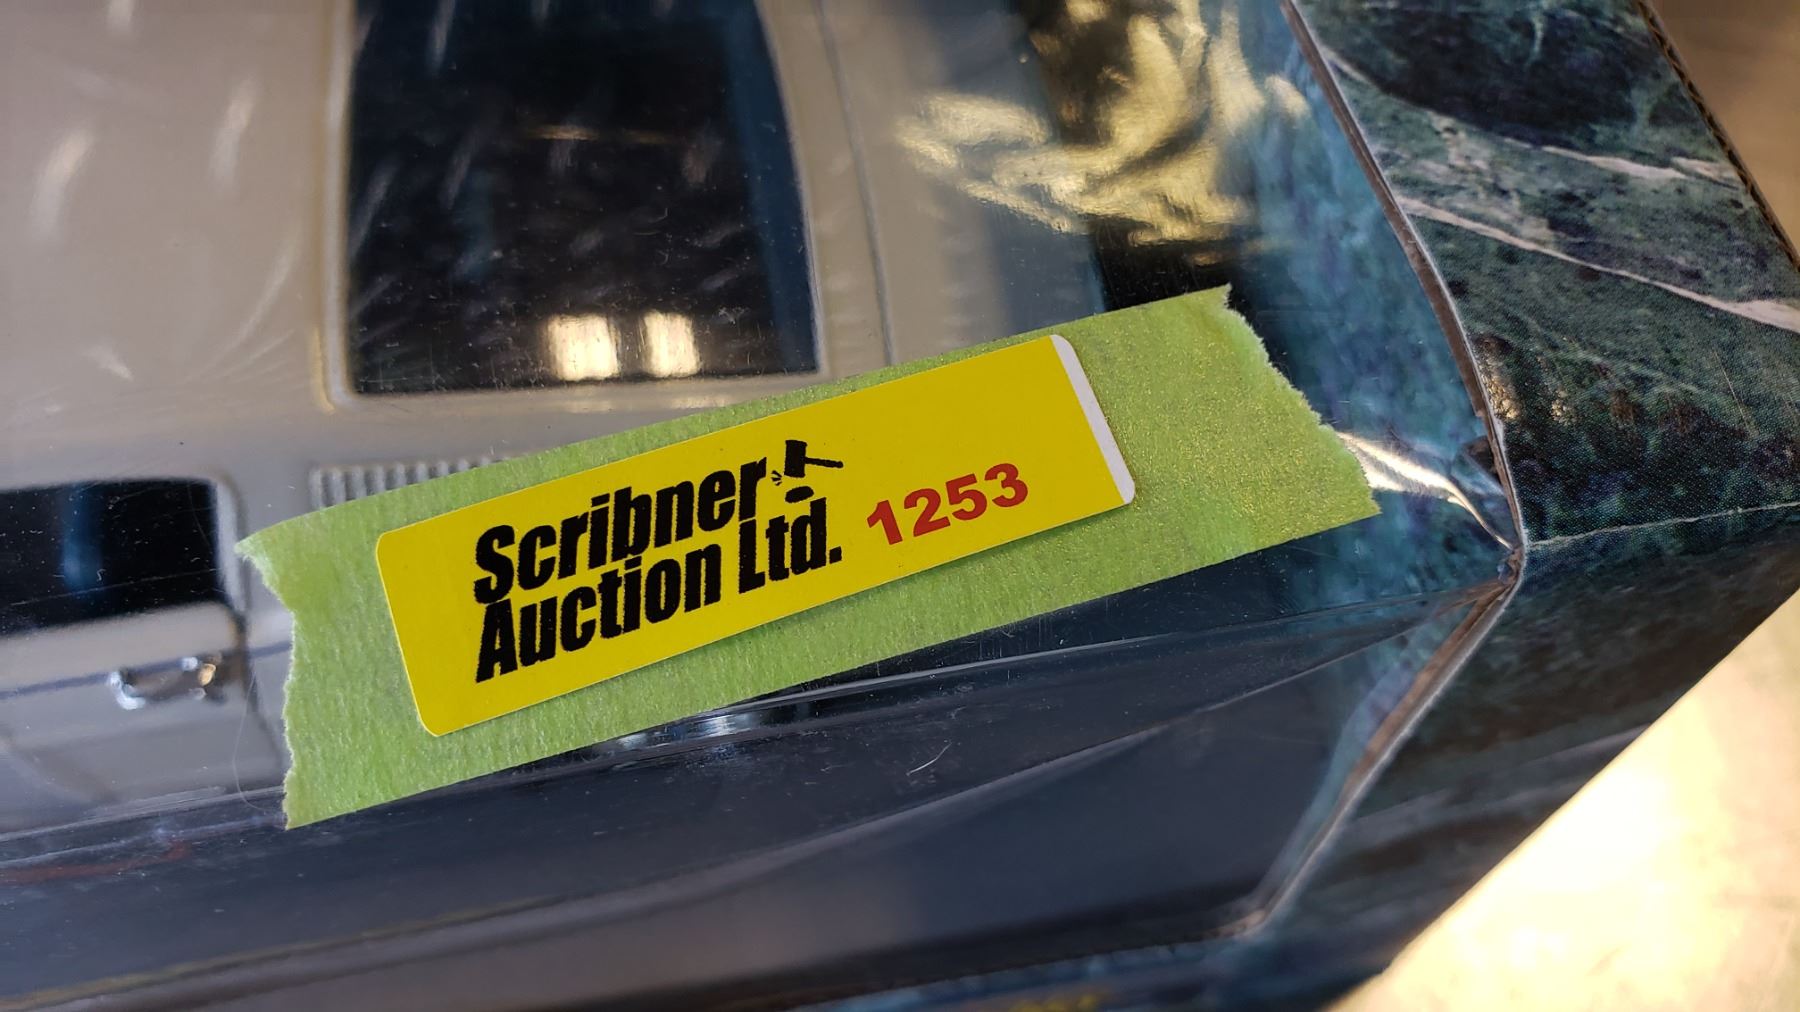 Scribner
Auction Ltd. 1253